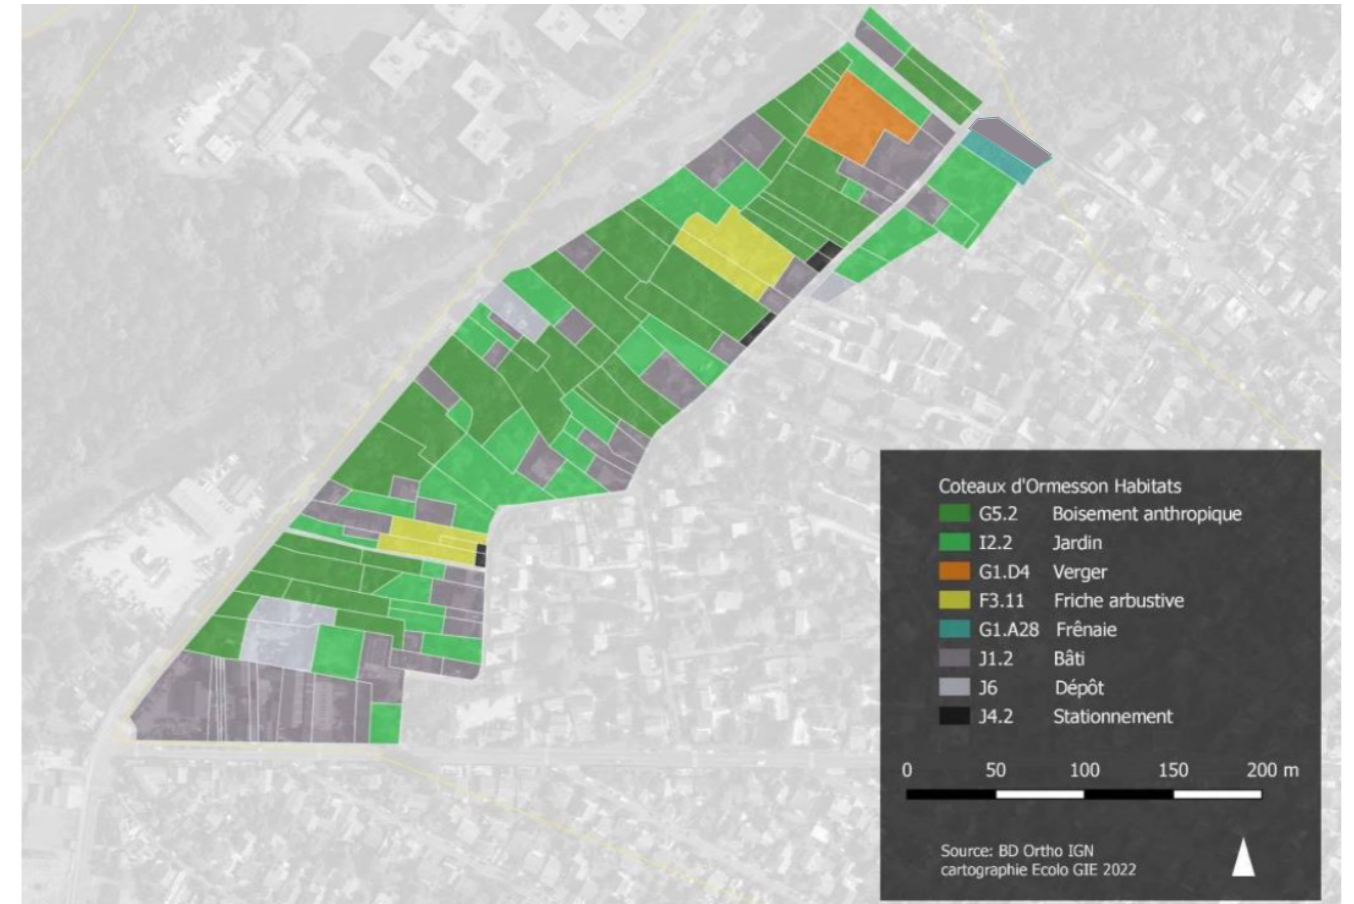 Coteaux d'Ormesson Habitats
G5.2 Boisement anthropique
I2.2 Jardin
G1.D4 Verger
F3.11 Friche arbustive
G1.A28 Frênaie
J1.2 Bâti
J6 Dépôt
J4.2 Stationnement
0 50 100 150 200 m
Source: BD Ortho IGN
cartographie Ecolo GIE 2022